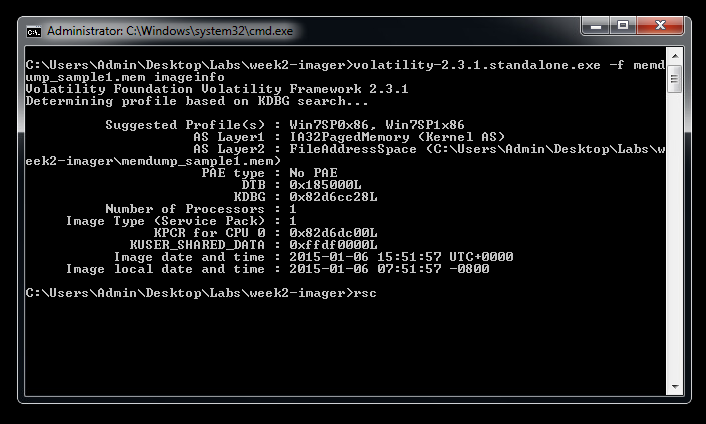 Administrator: C:\Windows\system32\cmd.exe
C:\Users\Admin\Desktop\Labs\week2-imager>volatility-2.3.1.standalone.exe -f memd
ump_sample1.mem imageinfo
Volatility Foundation Volatility Framework 2.3.1
Determining profile based on KDBG search...
Suggested Profile(s) : Win7SP0x86, Win7SP1x86
AS Layer1 : IA32PagedMemory (Kernel AS)
AS Layer2 : FileAddressSpace (C:\Users\Admin\Desktop\Labs\we
eek2-imager\memdump_sample1.mem)
PAE type : No PAE
DTB : 0x185000L
KDBG : 0x82d6cc28L
Number of Processors : 1
Image Type (Service Pack) : 1
KPCR for CPU 0 : 0x82d6dc00L
KUSER_SHARED_DATA : 0xffdf0000L
Image date and time : 2015-01-06 15:51:57 UTC+0000
Image local date and time : 2015-01-06 07:51:57 -0800
C:\Users\Admin\Desktop\Labs\week2-imager>rsc